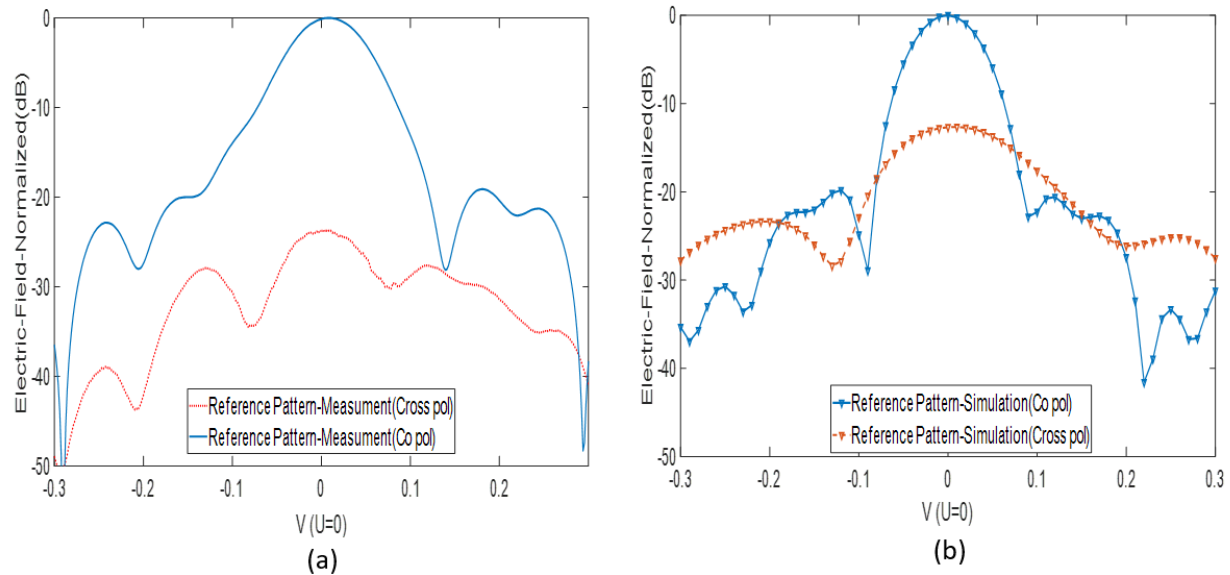 Electric-Field-Normalized(dB)
0
-10
-20
-30
-40
-50
Reference Pattern-Measument(Cross pol)
Reference Pattern-Measument(Co pol)
-0.3
-0.2
-0.1
0
0.1
0.2
V (U=0)
(a)
Electric-Field-Normalized(dB)
0
-10
-20
-30
-40
-50
Reference Pattern-Simulation(Co pol)
Reference Pattern-Simulation(Cross pol)
-0.3
-0.2
-0.1
0
0.1
0.2
0.3
V (U=0)
(b)